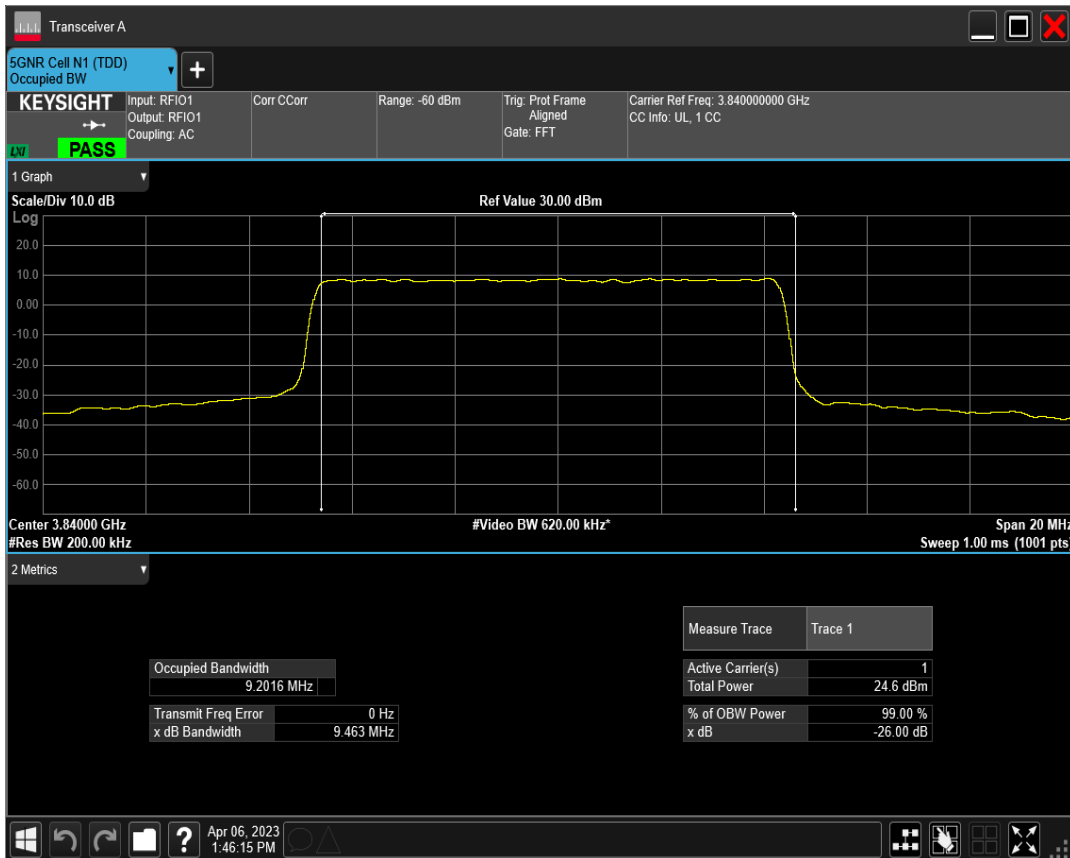 Transceiver A
5GNR Cell N1 (TDD)
Occupied BW
+
KEYSIGHT
LXI
PASS
Input: RFIO1
Output: RFIO1
Coupling: AC
Corr CCorr
Range: -60 dBm
Trig: Prot Frame
Aligned
Gate: FFT
Carrier Ref Freq: 3.840000000 GHz
CC Info: UL, 1 CC
1 Graph
Scale/Div 10.0 dB
Ref Value 30.00 dBm
Log
20.0
10.0
0.00
-10.0
-20.0
-30.0
-40.0
-50.0
-60.0
Center 3.84000 GHz
#Video BW 620.00 kHz*
Span 20 MHz
#Res BW 200.00 kHz
Sweep 1.00 ms (1001 pts)
2 Metrics
Measure Trace Trace 1
Occupied Bandwidth
9.2016 MHz
Active Carrier(s) 1
Total Power 24.6 dBm
Transmit Freq Error 0 Hz
x dB Bandwidth 9.463 MHz
% of OBW Power 99.00 %
x dB -26.00 dB
?
Apr 06, 2023
1:46:15 PM